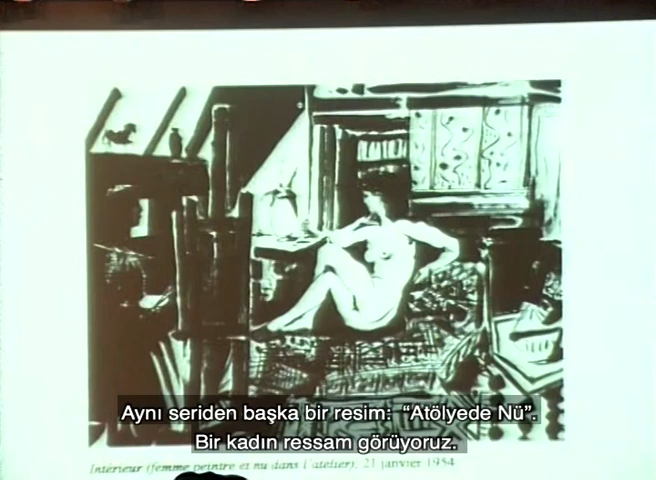 Aynı seriden başka bir resim: “Atölyede Nü”.
Bir kadın ressam görüyoruz.
Intérieur (femme peintre et nu dans l'atelier), 21 janvier 1954